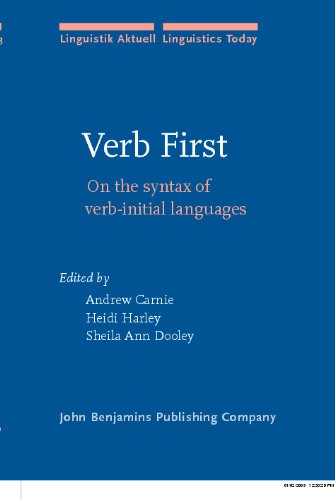 Linguistik Aktuell Linguistics Today
Verb First
On the syntax of
verb-initial languages
Edited by
Andrew Carnie
Heidi Harley
Sheila Ann Dooley
John Benjamins Publishing Company